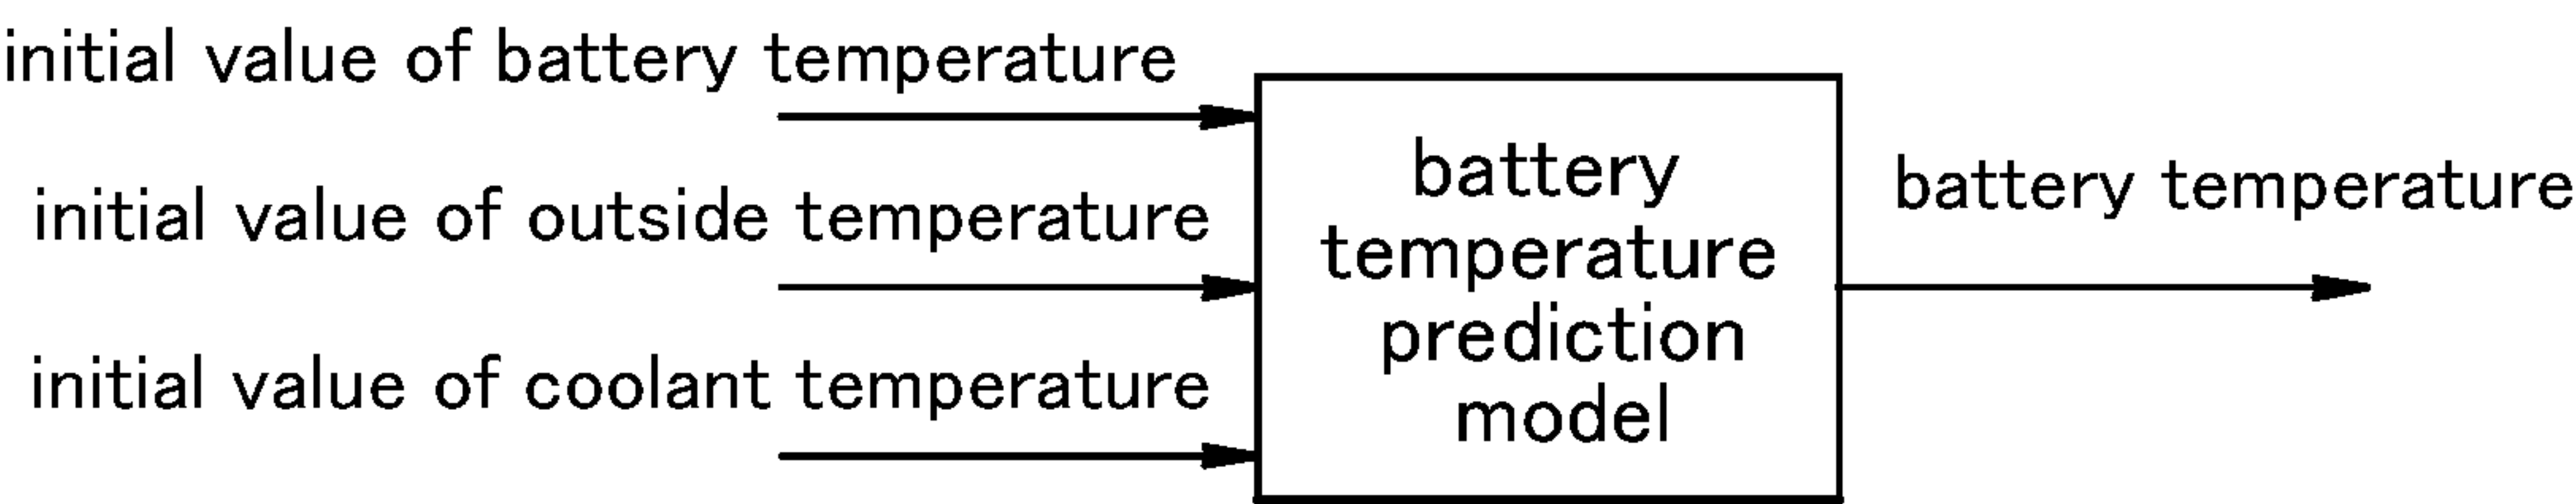 initial value of battery temperature
initial value of outside temperature
initial value of coolant temperature
battery
temperature
prediction
model
battery temperature